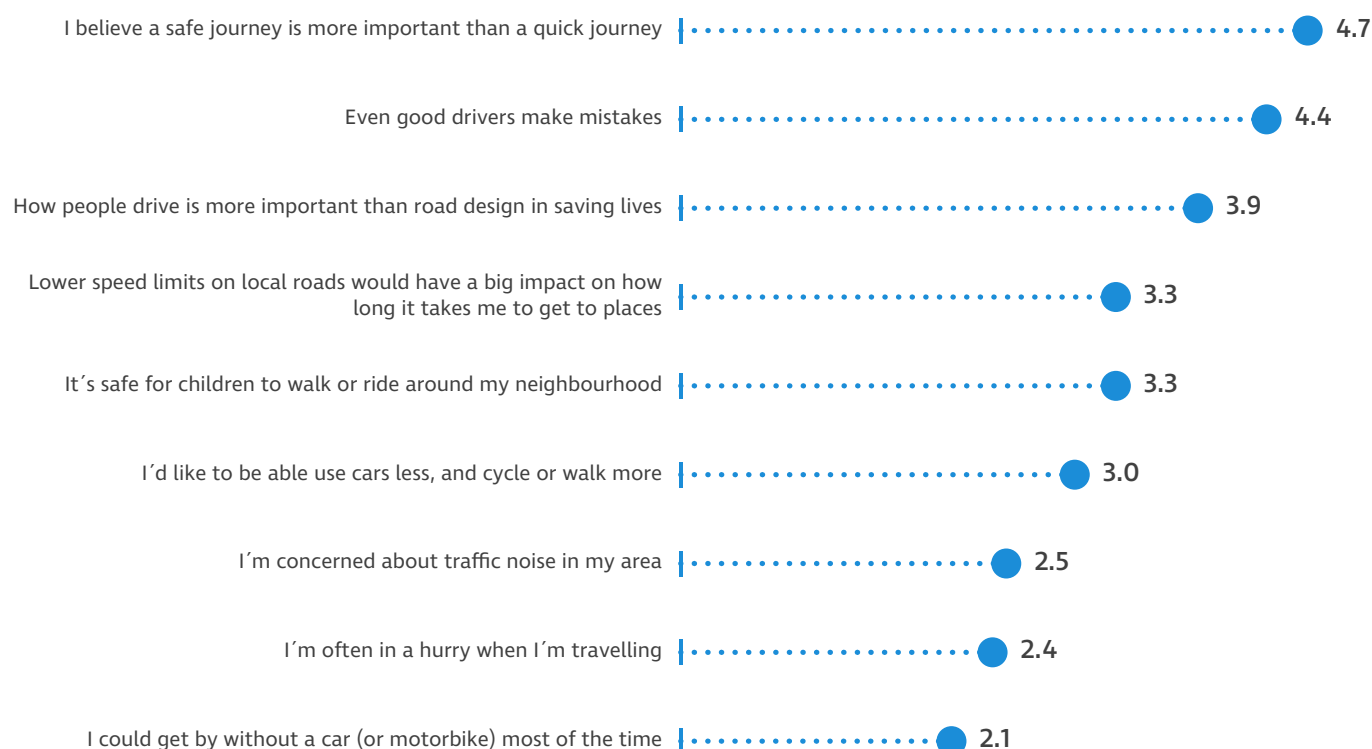 I believe a safe journey is more important than a quick journey 4.7
Even good drivers make mistakes 4.4
How people drive is more important than road design in saving lives 3.9
Lower speed limits on local roads would have a big impact on how
long it takes me to get to places 3.3
It´s safe for children to walk or ride around my neighbourhood 3.3
I´d like to be able use cars less, and cycle or walk more 3.0
I´m concerned about traffic noise in my area 2.5
I´m often in a hurry when I´m travelling 2.4
I could get by without a car (or motorbike) most of the time 2.1